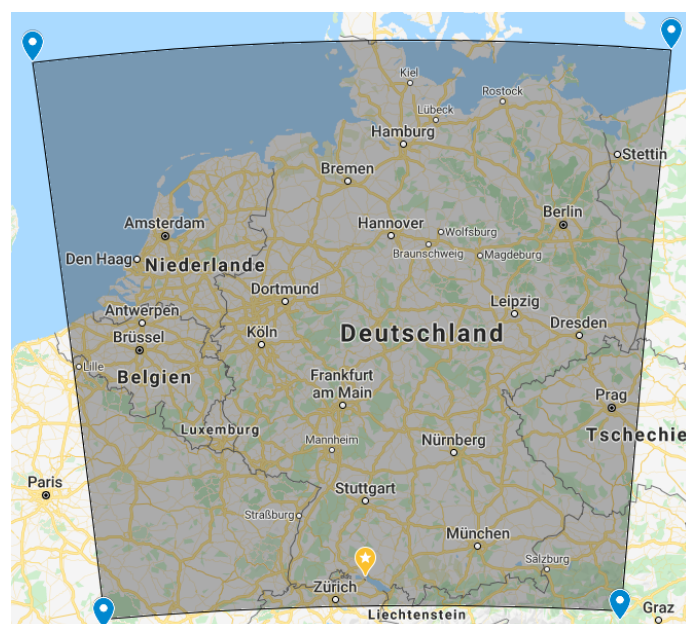 Kiel
Rostock
Lübeck
Hamburg
Stettin
Bremen
Amsterdam
Hannover
Wolfsburg
Berlin
Den Haag
Niederlande
Braunschweig
Magdeburg
Dortmund
Antwerpen
Leipzig
Brüssel
Köln
Deutschland
Dresden
Lille
Belgien
Frankfurt
am Main
Prag
Luxemburg
Mannheim
Nürnberg
Tschechie
Paris
Stuttgart
Straßburg
München
Salzburg
Zürich
Liechtenstein
Graz